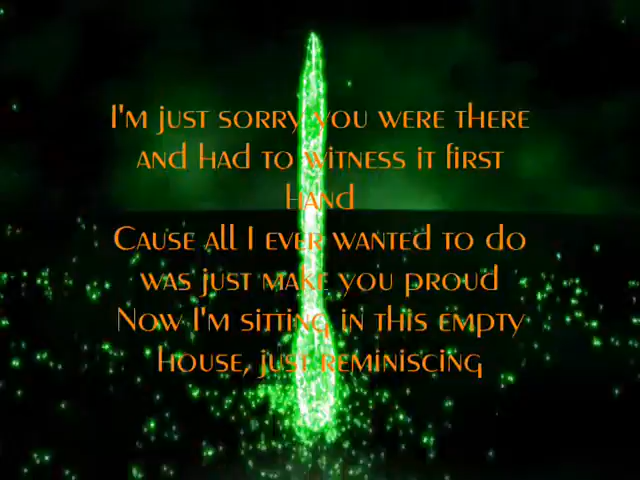 I'm just sorry you were there
and had to witness it first
hand
Cause all I ever wanted to do
was just make you proud
Now I'm sitting in this empty
house, just reminiscing